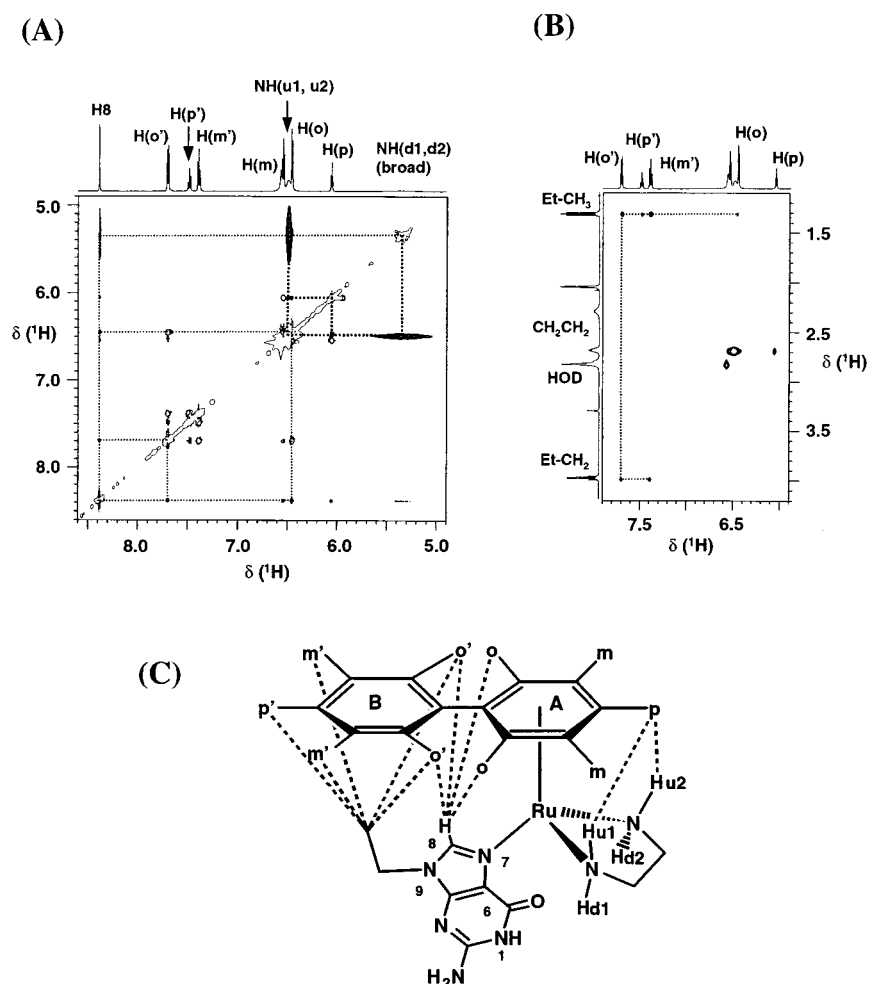 (A)
(B)
NH(u1, u2)
H8
H(p')
H(o')
H(m')
H(o)
H(m)
H(p)
NH(d1,d2)
(broad)
5.0
6.0
δ (¹H)
7.0
8.0
8.0 7.0 6.0 5.0
δ (¹H)
H(o)
H(p')
H(o')
H(m')
H(p)
Et-CH₃
1.5
CH₂CH₂
2.5
δ (¹H)
HOD
3.5
Et-CH₂
7.5 6.5
δ (¹H)
(C)
m' o' o m
p' B A p
m' o' o m
H Ru Hu2
8 Hu1 N
N 7 N Hd2
N
9 Hd1
6 O
N NH
1
H₂N